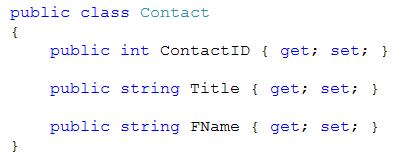 public class Contact
{
    public int ContactID { get; set; }
    public string Title { get; set; }
    public string FName { get; set; }
}